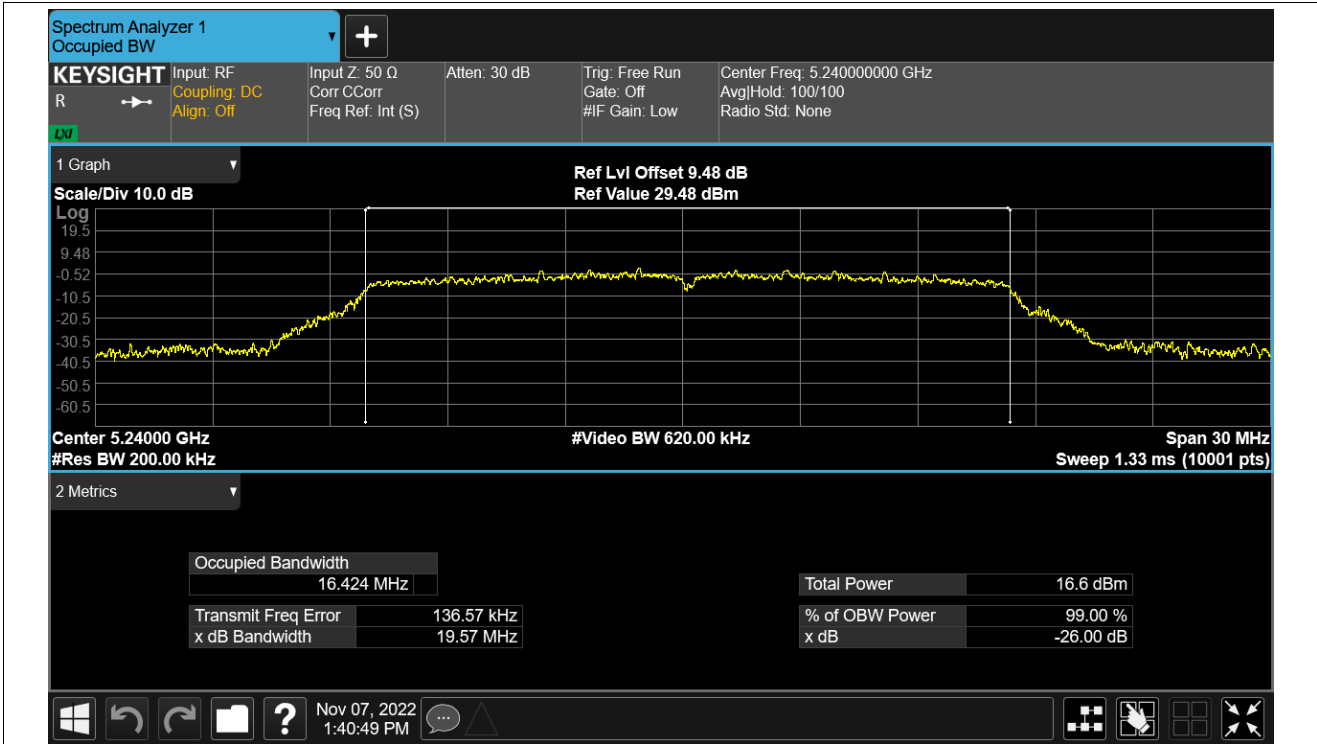 Spectrum Analyzer 1
Occupied BW
KEYSIGHT
R
LXI
Input: RF
Coupling: DC
Align: Off
Input Z: 50 Ω
Corr CCorr
Freq Ref: Int (S)
Atten: 30 dB
Trig: Free Run
Gate: Off
#IF Gain: Low
Center Freq: 5.240000000 GHz
Avg|Hold: 100/100
Radio Std: None
1 Graph
Scale/Div 10.0 dB
Ref Lvl Offset 9.48 dB
Ref Value 29.48 dBm
Log
19.5
9.48
-0.52
-10.5
-20.5
-30.5
-40.5
-50.5
-60.5
Center 5.24000 GHz
#Res BW 200.00 kHz
#Video BW 620.00 kHz
Span 30 MHz
Sweep 1.33 ms (10001 pts)
2 Metrics
Occupied Bandwidth
16.424 MHz
Transmit Freq Error 136.57 kHz
x dB Bandwidth 19.57 MHz
Total Power 16.6 dBm
% of OBW Power 99.00 %
x dB -26.00 dB
?
Nov 07, 2022
1:40:49 PM